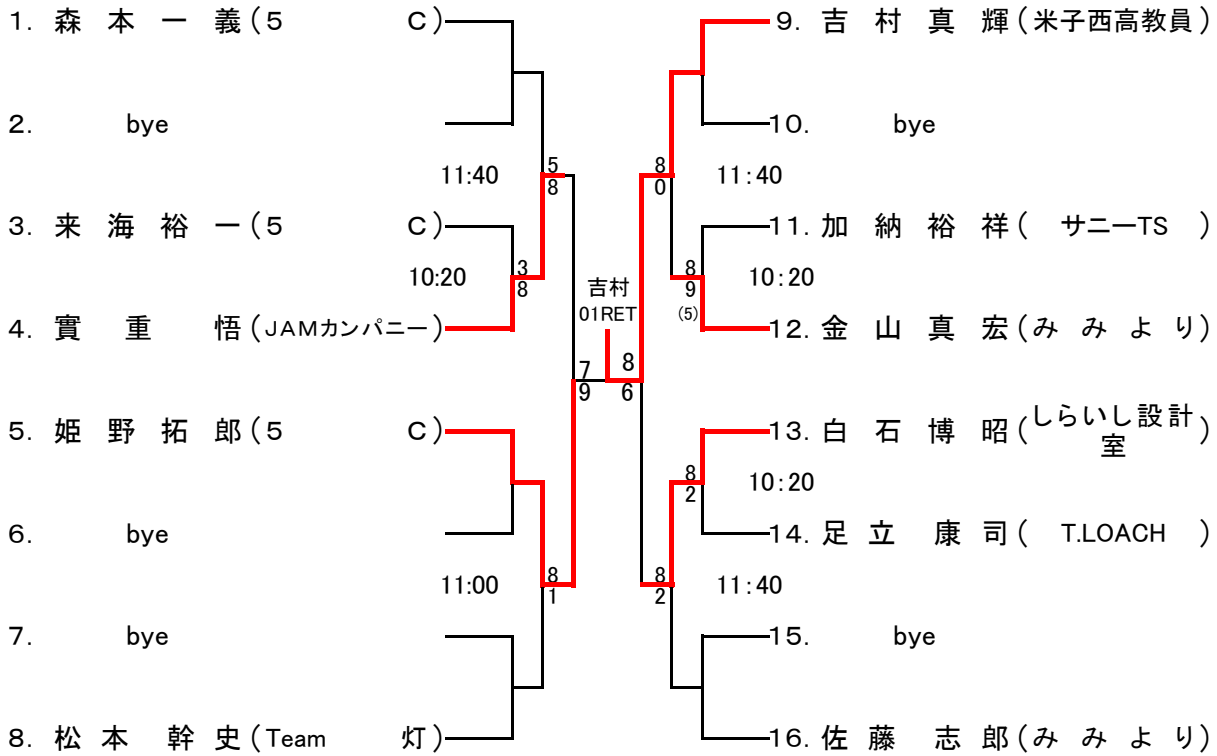 1. 森 本 一 義 (5 C)
2. bye
11:40
5
8
3. 来 海 裕 一 (5 C)
10:20
3
8
4. 實 重 悟 (JAMカンパニー)
7
9
5. 姫 野 拓 郎 (5 C)
6. bye
11:00
8
1
7. bye
8. 松 本 幹 史 (Team 灯)
吉村
01RET
8
6
9. 吉 村 真 輝 (米子西高教員)
10. bye
8
0
11:40
11. 加 納 裕 祥 ( サニーTS )
8
9
(5)
10:20
12. 金 山 真 宏 (み み よ り)
13. 白 石 博 昭 (しらいし設計
室)
8
2
10:20
14. 足 立 康 司 ( T.LOACH )
8
2
11:40
15. bye
16. 佐 藤 志 郎 (み み よ り)